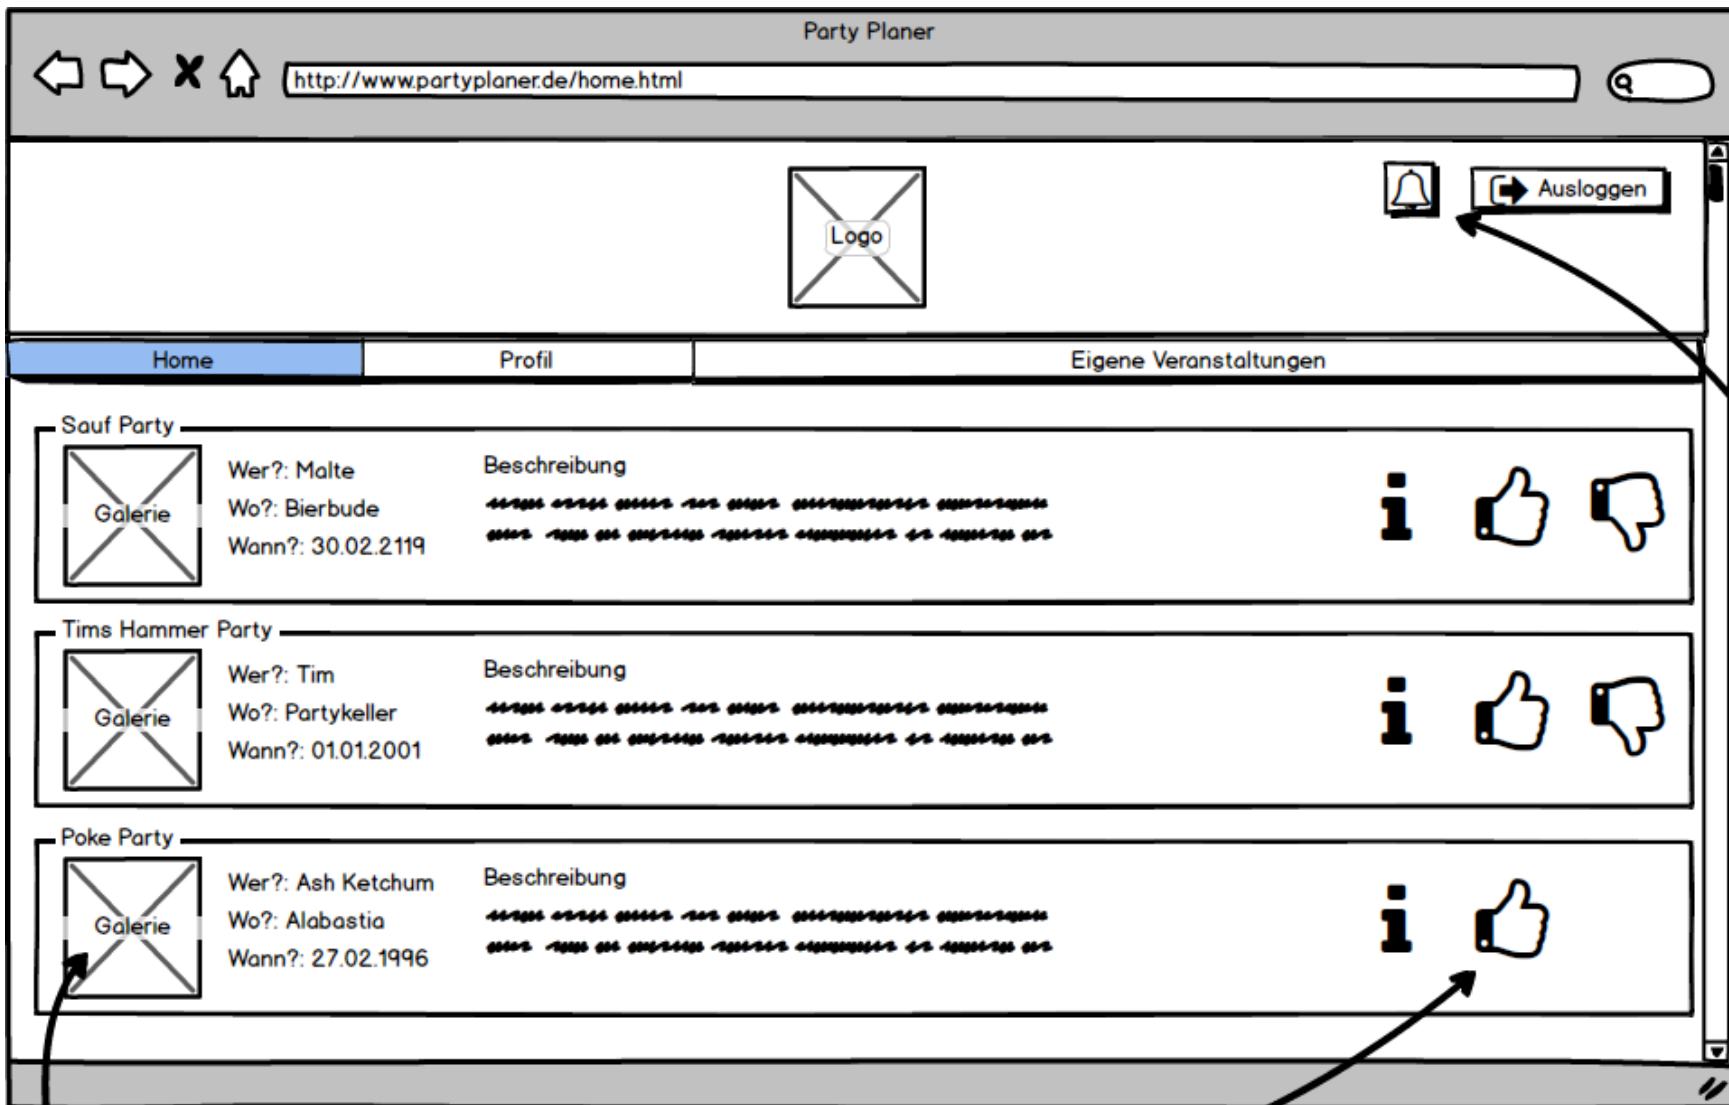 Party Planer
http://www.partyplaner.de/home.html
Logo
Ausloggen
Home
Profil
Eigene Veranstaltungen
Sauf Party
Galerie
Wer?: Malte
Wo?: Bierbude
Wann?: 30.02.2119
Beschreibung
Tims Hammer Party
Galerie
Wer?: Tim
Wo?: Partykeller
Wann?: 01.01.2001
Beschreibung
Poke Party
Galerie
Wer?: Ash Ketchum
Wo?: Alabastia
Wann?: 27.02.1996
Beschreibung